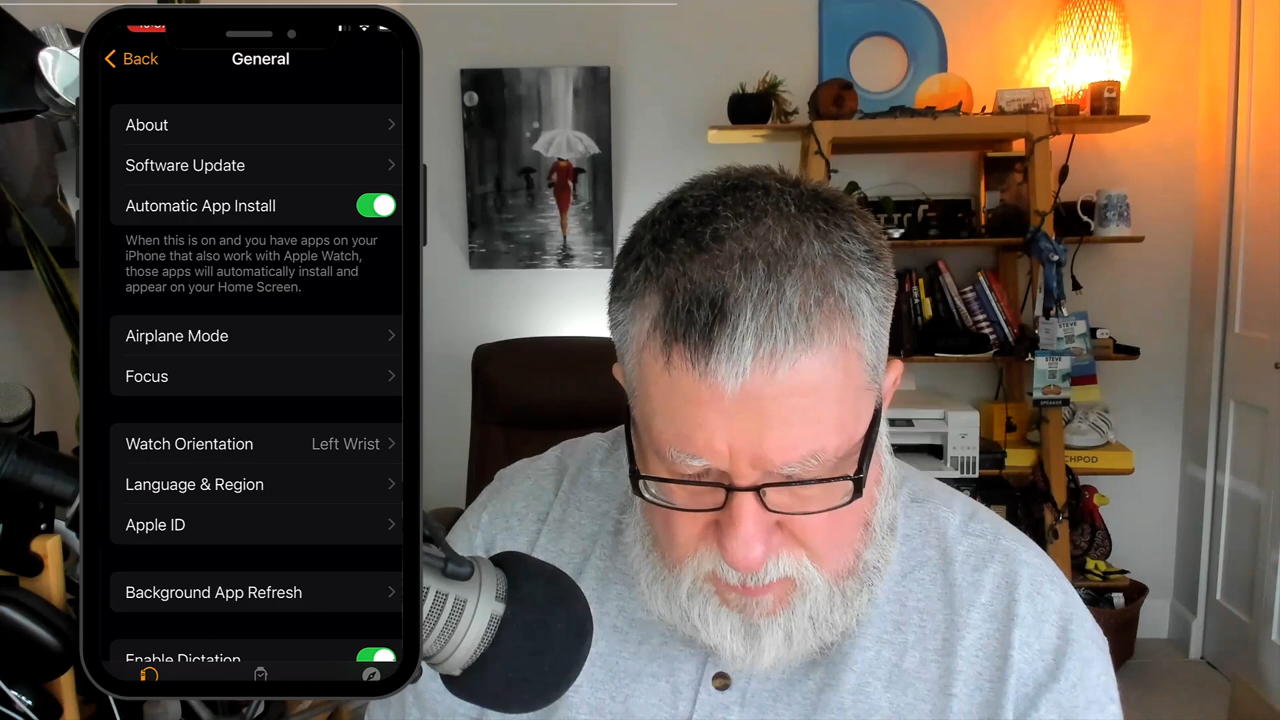 Back
General
About
Software Update
Automatic App Install
When this is on and you have apps on your
iPhone that also work with Apple Watch,
those apps will automatically install and
appear on your Home Screen.
Airplane Mode
Focus
Watch Orientation Left Wrist
Language & Region
Apple ID
Background App Refresh
Enable Dictation
STEVE
STEVE
SPEAKER
CHPOD